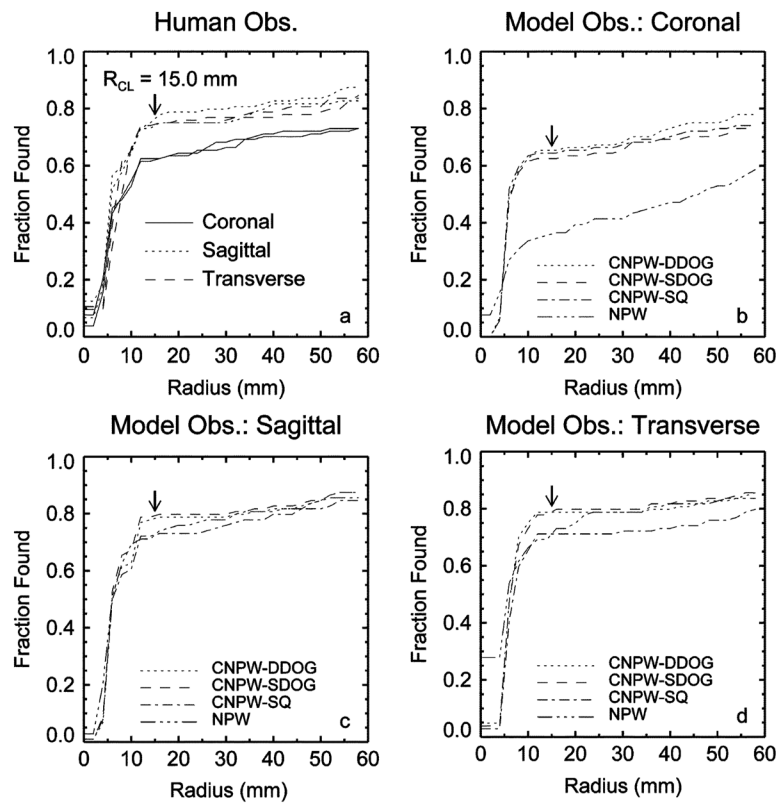 Human Obs.
Model Obs.: Coronal
1.0
0.8
0.6
0.4
0.2
0.0
Fraction Found
R_CL = 15.0 mm
Coronal
Sagittal
Transverse
a
0 10 20 30 40 50 60
Radius (mm)
1.0
0.8
0.6
0.4
0.2
0.0
Fraction Found
CNPW-DDOG
CNPW-SDOG
CNPW-SQ
NPW
b
0 10 20 30 40 50 60
Radius (mm)
Model Obs.: Sagittal
Model Obs.: Transverse
1.0
0.8
0.6
0.4
0.2
0.0
Fraction Found
CNPW-DDOG
CNPW-SDOG
CNPW-SQ
NPW
c
0 10 20 30 40 50 60
Radius (mm)
1.0
0.8
0.6
0.4
0.2
0.0
Fraction Found
CNPW-DDOG
CNPW-SDOG
CNPW-SQ
NPW
d
0 10 20 30 40 50 60
Radius (mm)